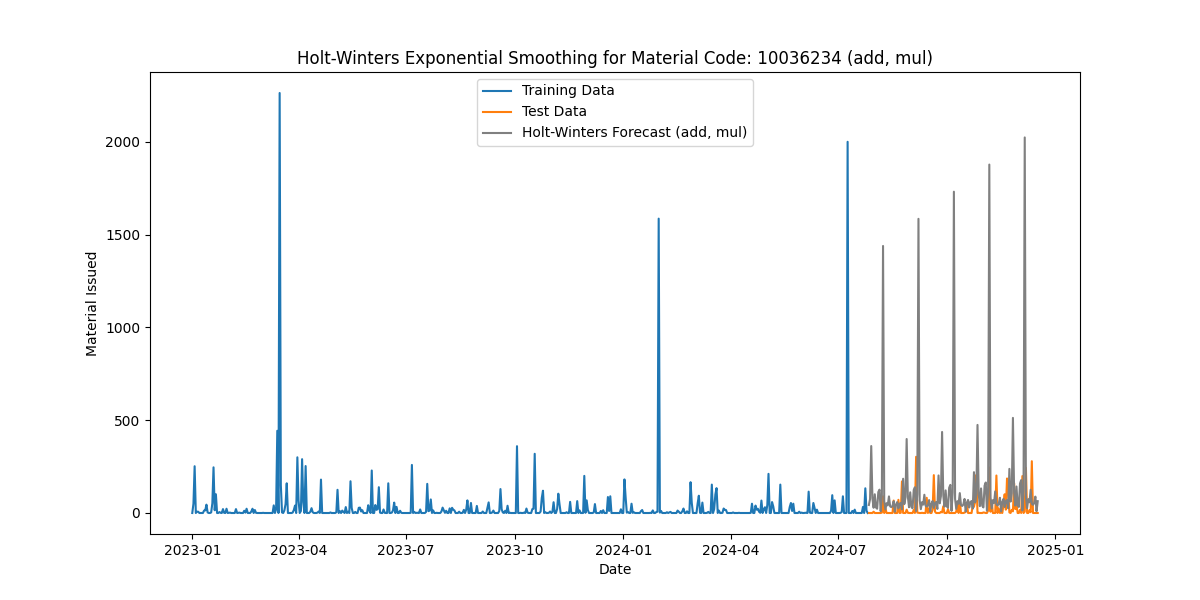 Holt-Winters Exponential Smoothing for Material Code: 10036234 (add, mul)
Training Data
Test Data
Holt-Winters Forecast (add, mul)
Material Issued
2000
1500
1000
500
0
2023-01 2023-04 2023-07 2023-10 2024-01 2024-04 2024-07 2024-10 2025-01
Date